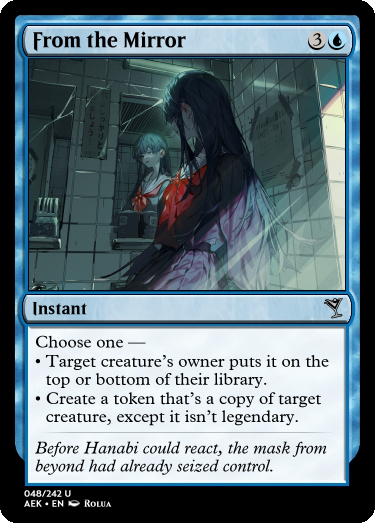 From the Mirror 3
Instant
Choose one —
• Target creature's owner puts it on the
top or bottom of their library.
• Create a token that's a copy of target
creature, except it isn't legendary.
Before Hanabi could react, the mask from
beyond had already seized control.
048/242 U
AEK • EN Rolua